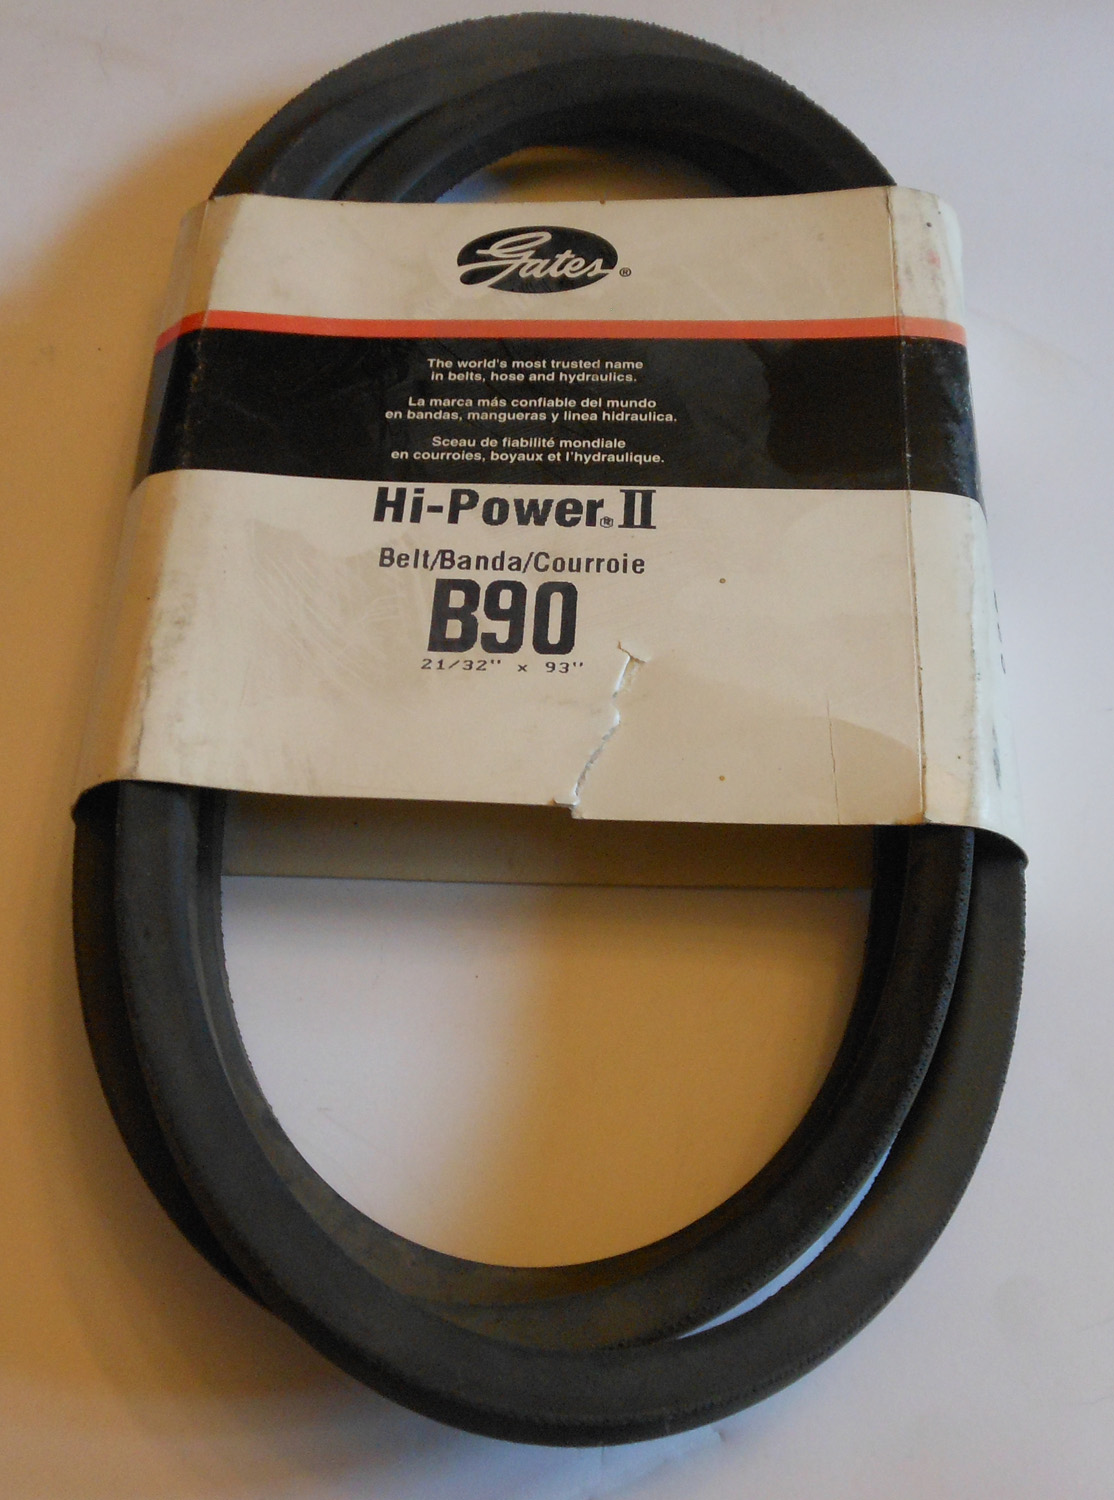 Gates®
The world's most trusted name
in belts, hose and hydraulics.
La marca más confiable del mundo
en bandas, mangueras y linea hidraulica.
Sceau de fiabilité mondiale
en courroies, boyaux et l'hydraulique.
Hi-Power® II
Belt/Banda/Courroie
B90
21/32" x 93"